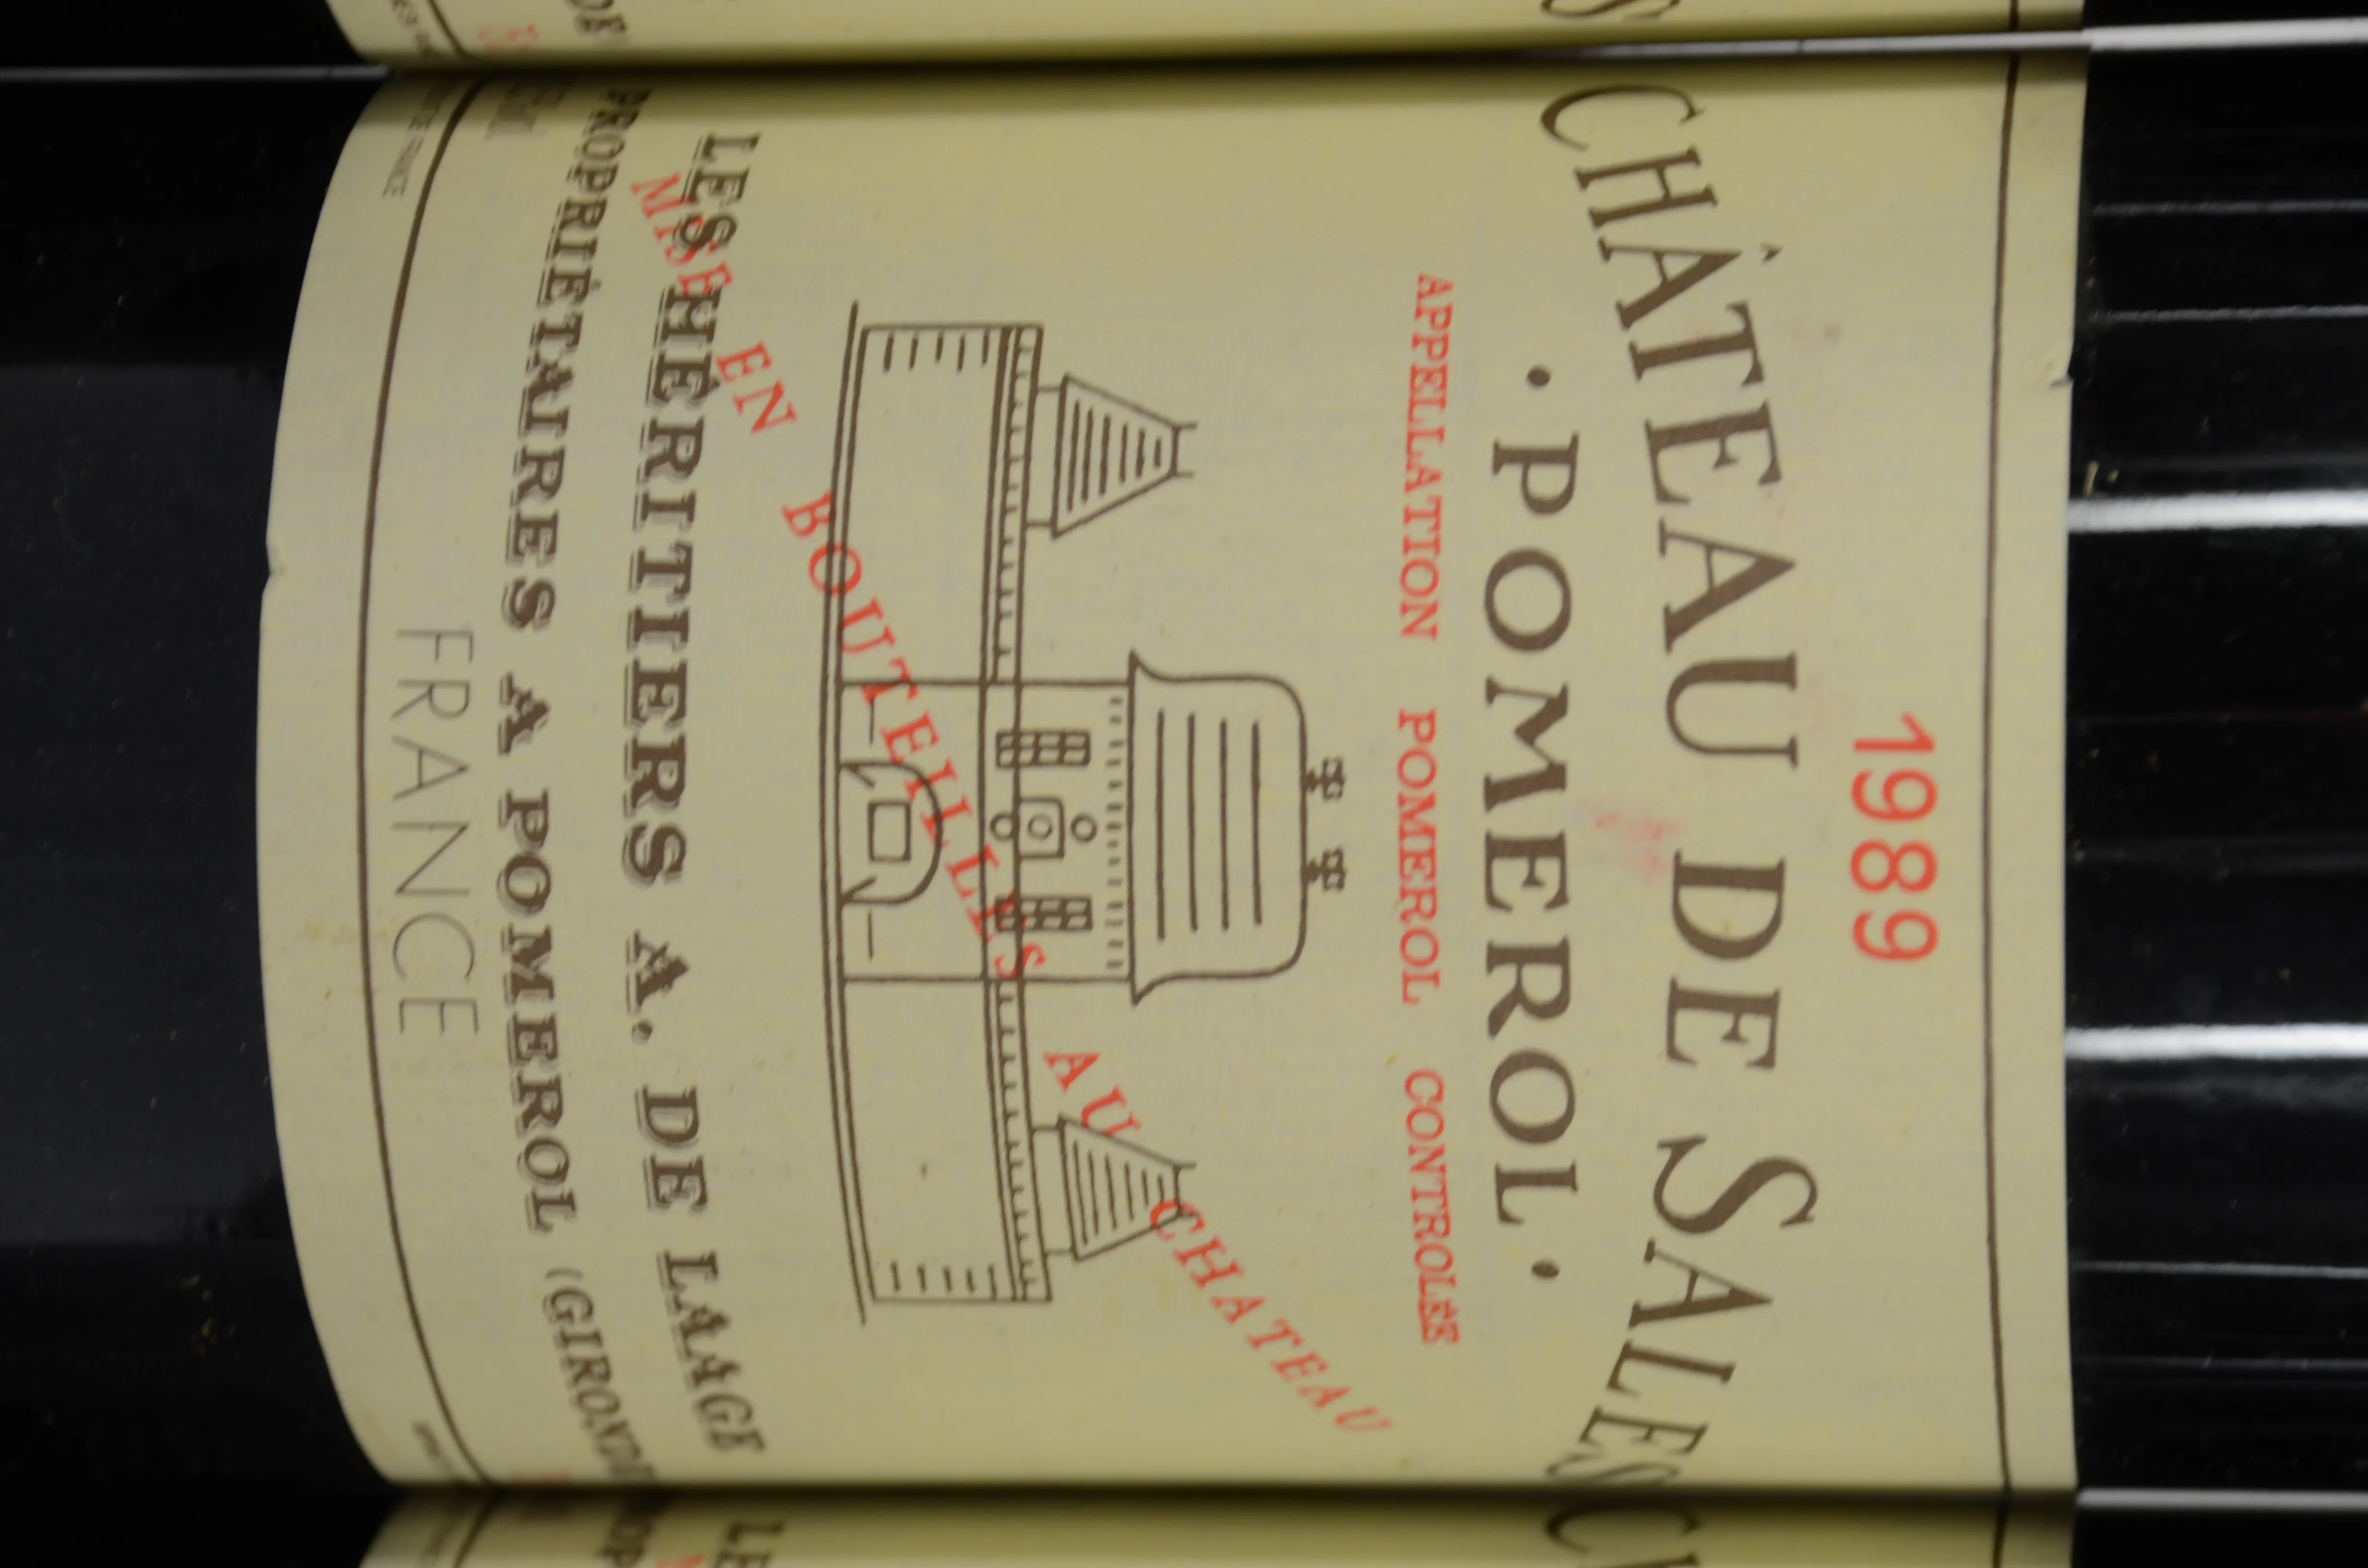 1989
CHÂTEAU DE SALES
· POMEROL ·
APPELLATION POMEROL CONTROLÉE
MISE EN BOUTEILLES AU CHATEAU
LES HÉRITIERS A. DE LAAGE
PROPRIÉTAIRES A POMEROL (GIRONDE
FRANCE